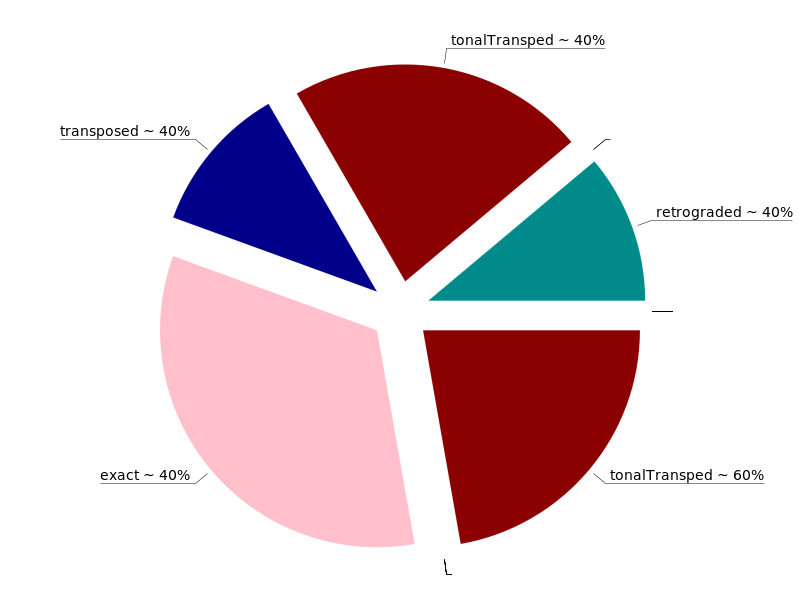 tonalTransped ~ 40%
transposed ~ 40%
retrograded ~ 40%
exact ~ 40%
tonalTransped ~ 60%